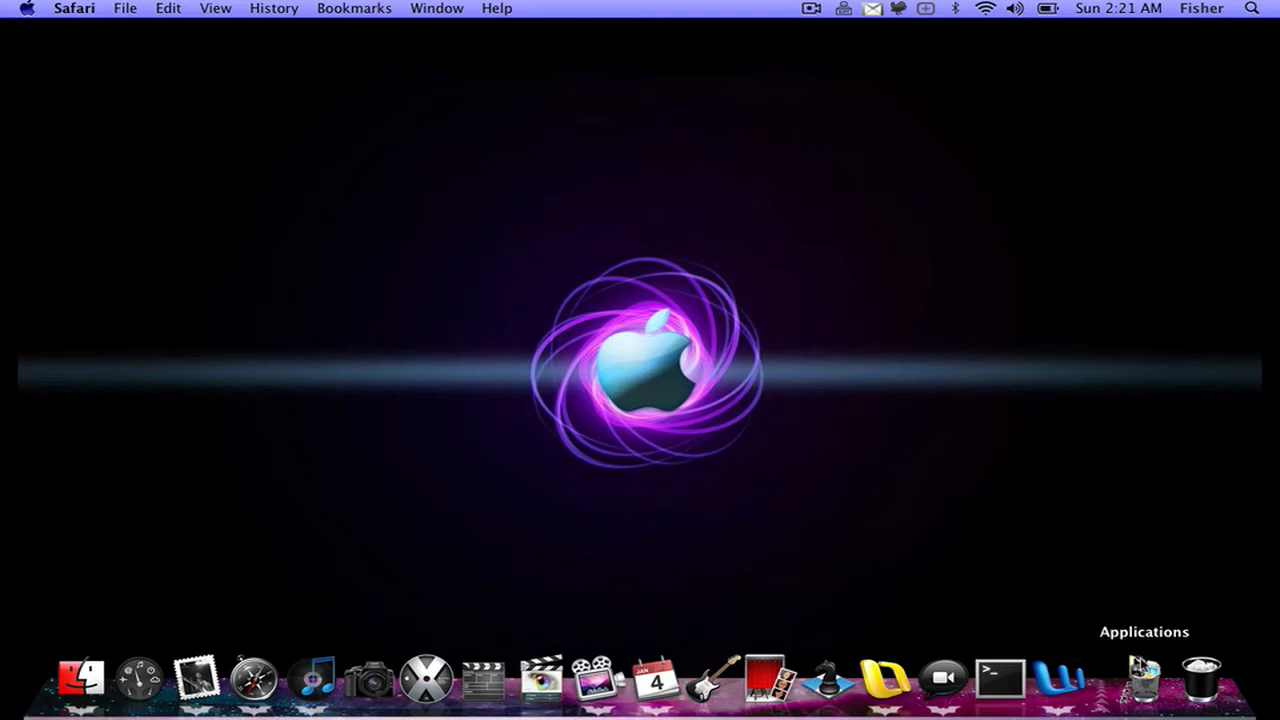 Safari File Edit View History Bookmarks Window Help Sun 2:21 AM Fisher
Applications
JAN
4
>_